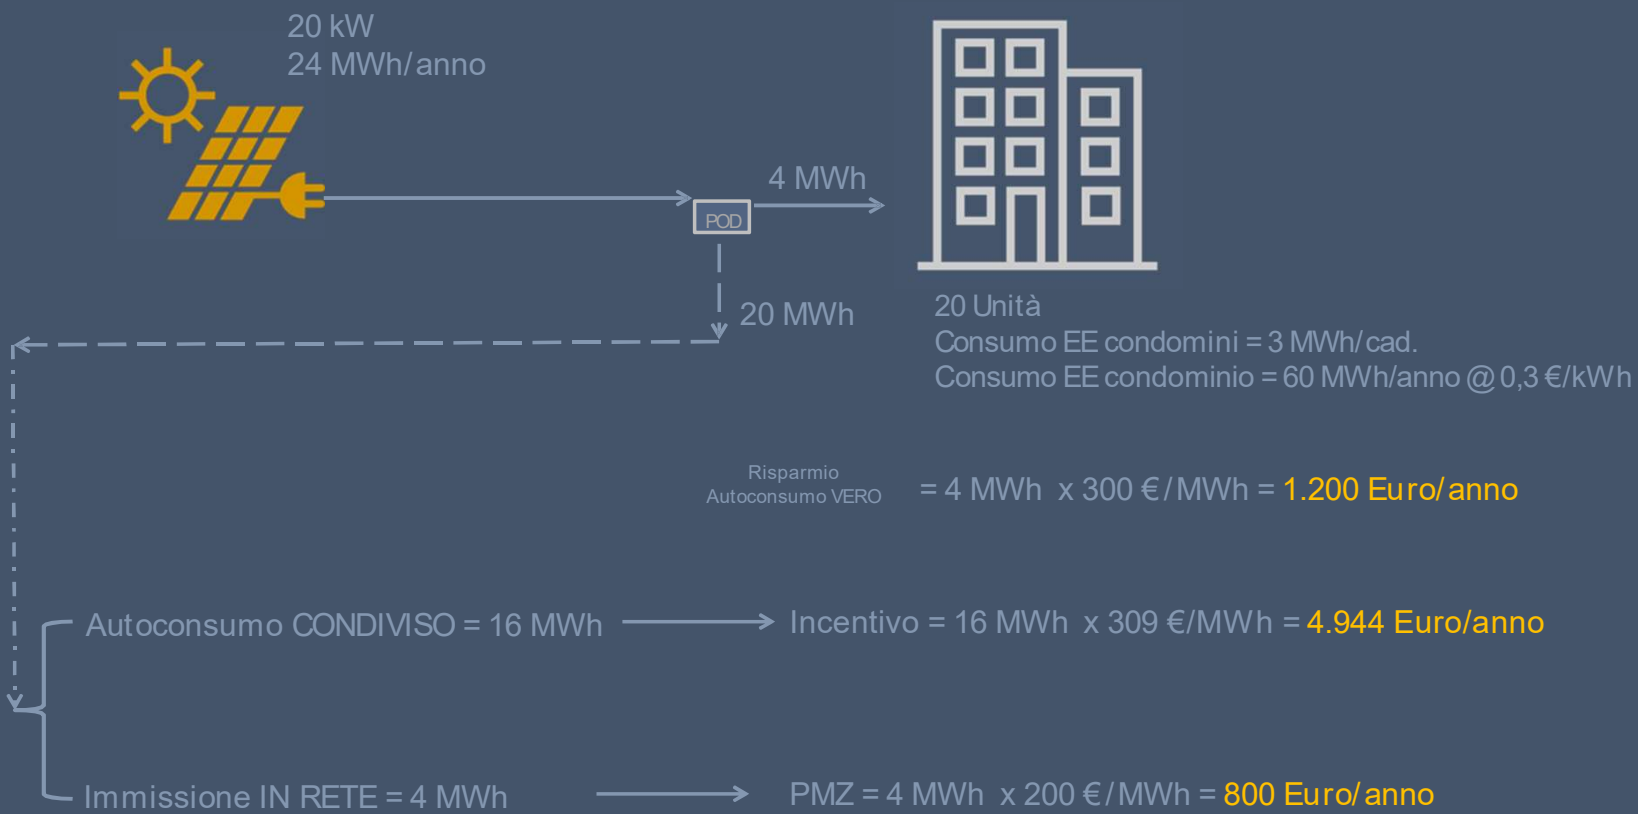 20 kW
24 MWh/anno
4 MWh
POD
20 MWh
20 Unità
Consumo EE condomini = 3 MWh/cad.
Consumo EE condominio = 60 MWh/anno @ 0,3 €/kWh
Risparmio
Autoconsumo VERO
= 4 MWh x 300 €/MWh = 1.200 Euro/anno
Autoconsumo CONDIVISO = 16 MWh
Incentivo = 16 MWh x 309 €/MWh = 4.944 Euro/anno
Immissione IN RETE = 4 MWh
PMZ = 4 MWh x 200 €/MWh = 800 Euro/anno